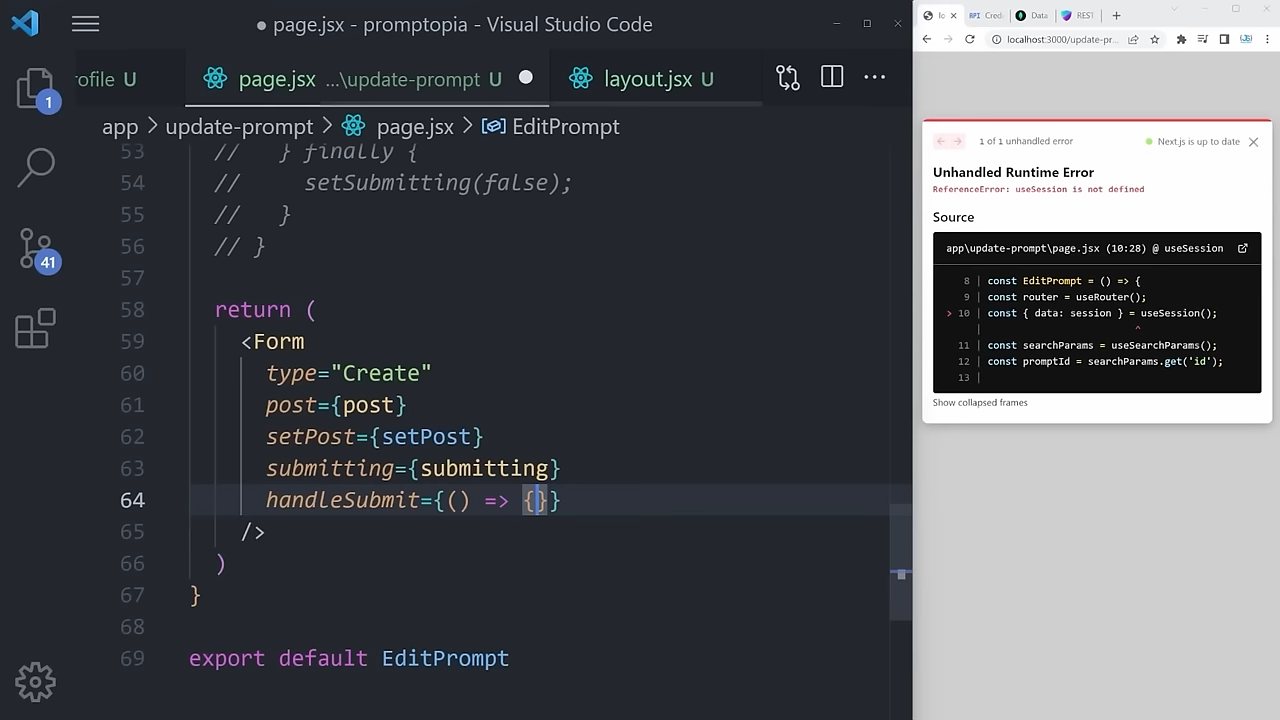 page.jsx - promptopia - Visual Studio Code
rofile U
page.jsx ...\update-prompt U
layout.jsx U
app > update-prompt > page.jsx > EditPrompt
1
41
53 //   } finally {
54 //     setSubmitting(false);
55 //   }
56 // }
57
58 return (
59 <Form
60 type="Create"
61 post={post}
62 setPost={setPost}
63 submitting={submitting}
64 handleSubmit={() => {}}
65 />
66 )
67 }
68
69 export default EditPrompt
Cred
Data
REST
localhost:3000/update-pr...
1 of 1 unhandled error
Next.js is up to date
Unhandled Runtime Error
ReferenceError: useSession is not defined
Source
app\update-prompt\page.jsx (10:28) @ useSession
8 | const EditPrompt = () => {
9 | const router = useRouter();
> 10 | const { data: session } = useSession();
| ^
11 | const searchParams = useSearchParams();
12 | const promptId = searchParams.get('id');
13 |
Show collapsed frames